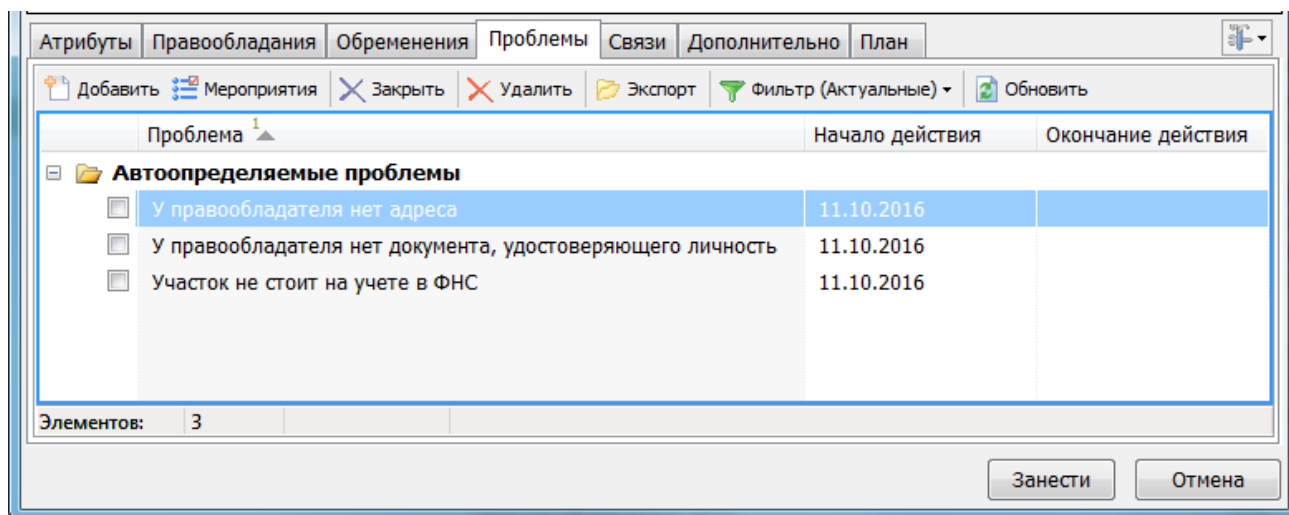 Атрибуты Правообладания Обременения Проблемы Связи Дополнительно План
Добавить Мероприятия Закрыть Удалить Экспорт Фильтр (Актуальные) Обновить
Проблема 1 Начало действия Окончание действия
Автоопределяемые проблемы
У правообладателя нет адреса 11.10.2016
У правообладателя нет документа, удостоверяющего личность 11.10.2016
Участок не стоит на учете в ФНС 11.10.2016
Элементов: 3
Занести Отмена